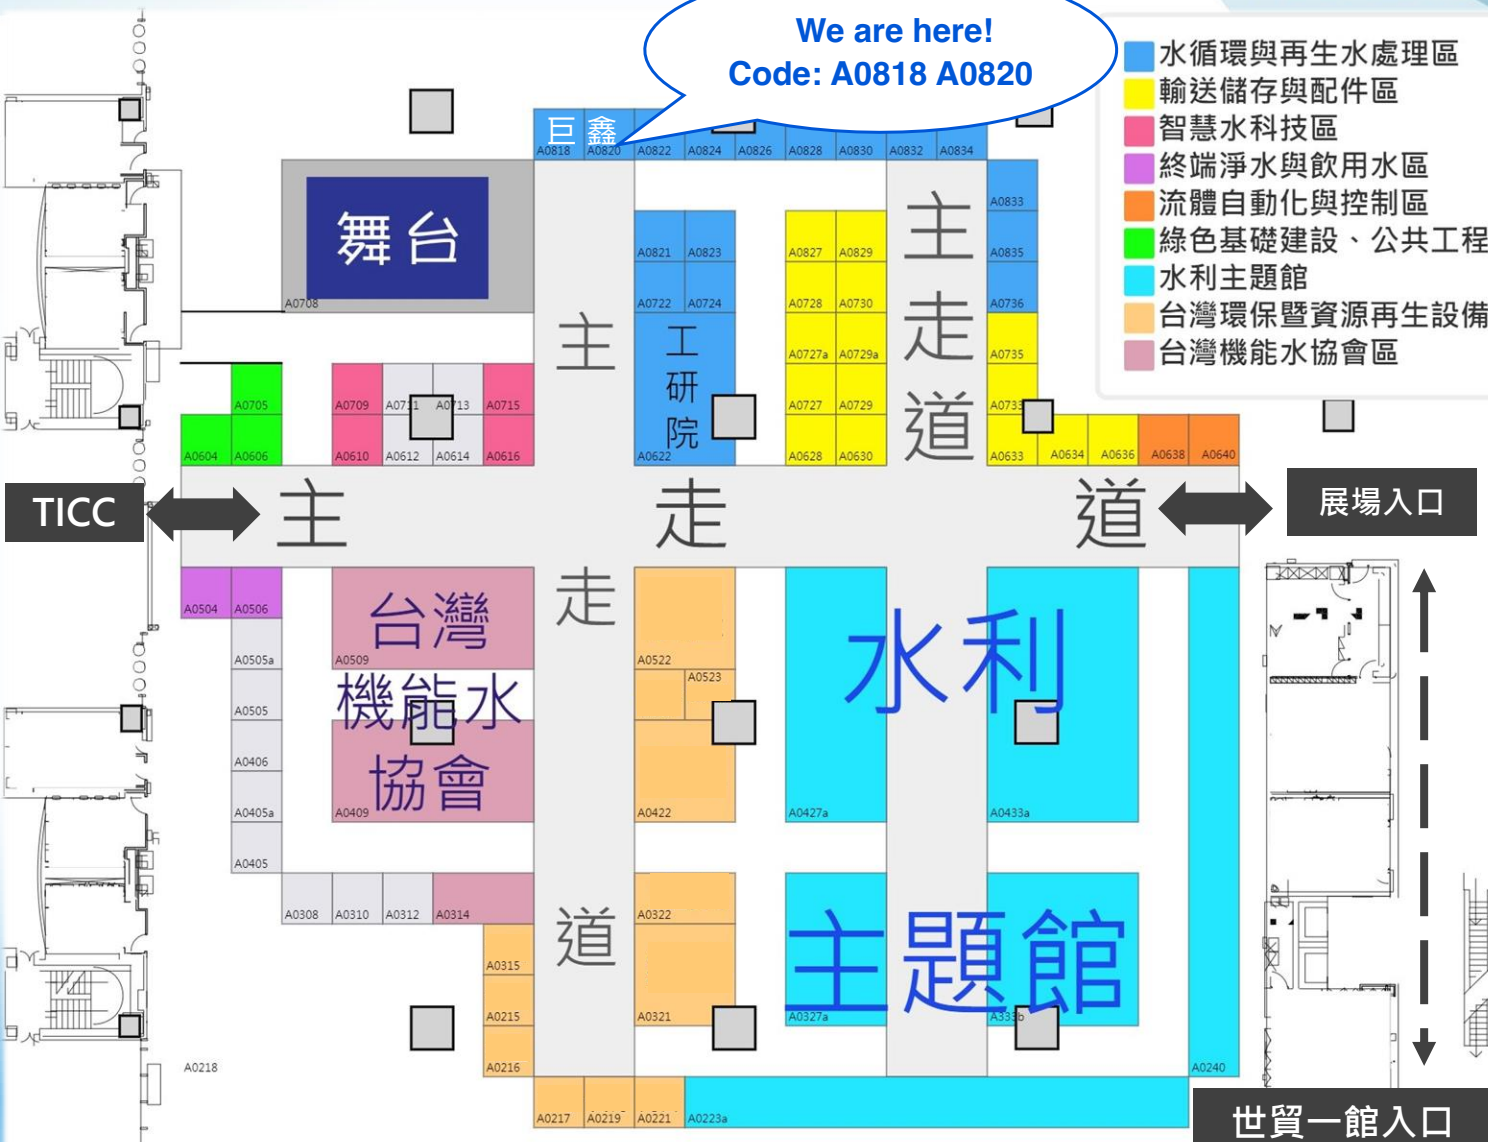 We are here!
Code: A0818 A0820
水循環與再生水處理區
輸送儲存與配件區
智慧水科技區
終端淨水與飲用水區
流體自動化與控制區
綠色基礎建設、公共工程
水利主題館
台灣環保暨資源再生設備
台灣機能水協會區
巨鑫
A0818 A0820 A0822 A0824 A0826 A0828 A0830 A0832 A0834
舞台
A0708
主走道
A0833
A0821 A0823 A0827 A0829 A0835
A0722 A0724 A0728 A0730 A0736
工研院
A0727a A0729a A0735
A0705 A0709 A0711 A0713 A0715 A0727 A0729 A0733
A0604 A0606 A0610 A0612 A0614 A0616 A0622 A0628 A0630 A0633 A0634 A0636 A0638 A0640
TICC
主走道
展場入口
主走道
A0504 A0506
台灣
機能水
協會
A0505a A0509 A0522
A0523
A0505
A0406
A0405a A0409 A0422 A0427a A0433a
A0405
水利
主題館
A0308 A0310 A0312 A0314 A0322
A0315
A0215 A0321 A0327a A333b
A0218 A0216 A0240
A0217 A0219 A0221 A0223a
世貿一館入口